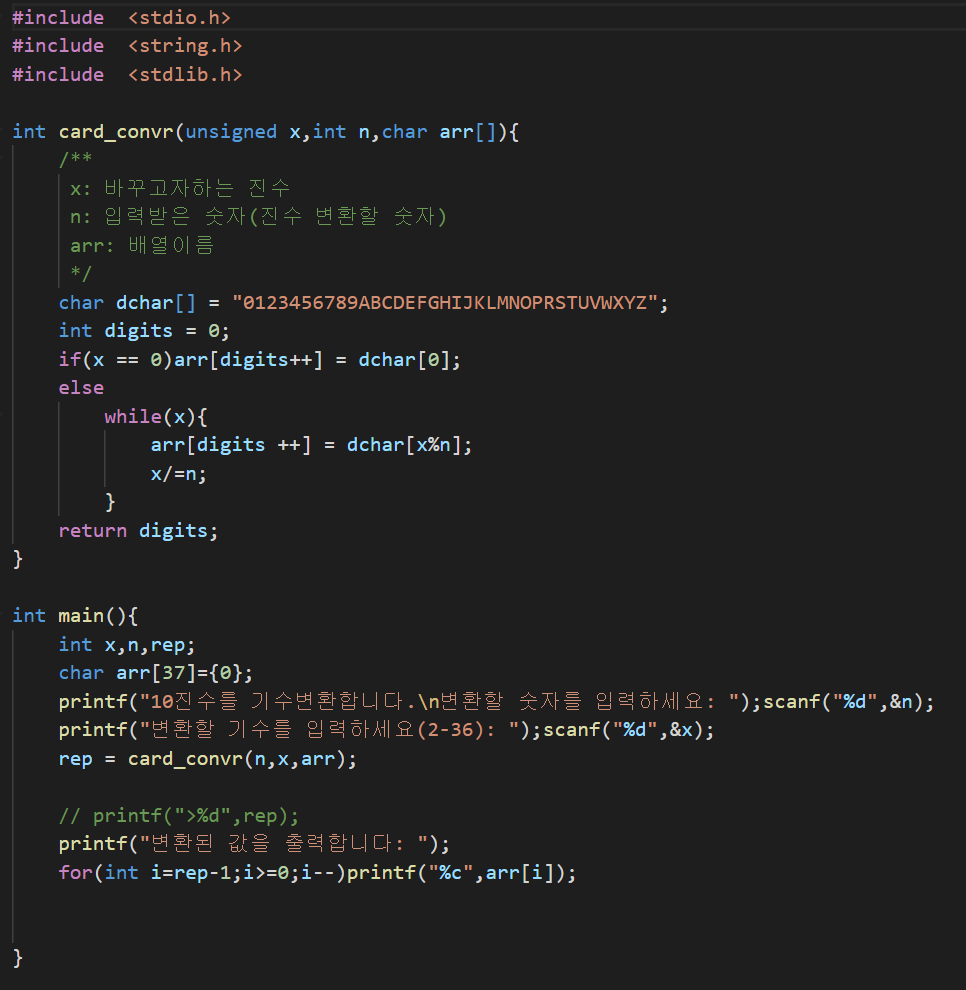 #include  <stdio.h>
#include  <string.h>
#include  <stdlib.h>
int card_convr(unsigned x,int n,char arr[]){
/**
x: 바꾸고자하는 진수
n: 입력받은 숫자(진수 변환할 숫자)
arr: 배열이름
*/
char dchar[] = "0123456789ABCDEFGHIJKLMNOPRSTUVWXYZ";
int digits = 0;
if(x == 0)arr[digits++] = dchar[0];
else
while(x){
arr[digits ++] = dchar[x%n];
x/=n;
}
return digits;
}
int main(){
int x,n,rep;
char arr[37]={0};
printf("10진수를 기수변환합니다.\n변환할 숫자를 입력하세요: ");scanf("%d",&n);
printf("변환할 기수를 입력하세요(2-36): ");scanf("%d",&x);
rep = card_convr(n,x,arr);
// printf(">%d",rep);
printf("변환된 값을 출력합니다: ");
for(int i=rep-1;i>=0;i--)printf("%c",arr[i]);
}